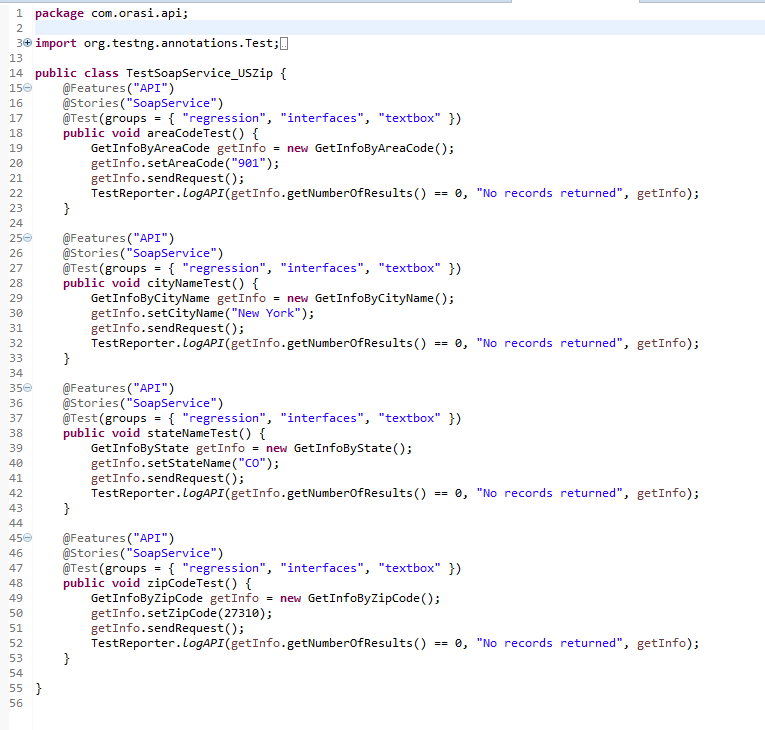 1 package com.orasi.api;
2
3 import org.testng.annotations.Test;
13
14 public class TestSoapService_USZip {
15     @Features("API")
16     @Stories("SoapService")
17     @Test(groups = { "regression", "interfaces", "textbox" })
18     public void areaCodeTest() {
19         GetInfoByAreaCode getInfo = new GetInfoByAreaCode();
20         getInfo.setAreaCode("901");
21         getInfo.sendRequest();
22         TestReporter.logAPI(getInfo.getNumberOfResults() == 0, "No records returned", getInfo);
23     }
24
25     @Features("API")
26     @Stories("SoapService")
27     @Test(groups = { "regression", "interfaces", "textbox" })
28     public void cityNameTest() {
29         GetInfoByCityName getInfo = new GetInfoByCityName();
30         getInfo.setCityName("New York");
31         getInfo.sendRequest();
32         TestReporter.logAPI(getInfo.getNumberOfResults() == 0, "No records returned", getInfo);
33     }
34
35     @Features("API")
36     @Stories("SoapService")
37     @Test(groups = { "regression", "interfaces", "textbox" })
38     public void stateNameTest() {
39         GetInfoByState getInfo = new GetInfoByState();
40         getInfo.setStateName("CO");
41         getInfo.sendRequest();
42         TestReporter.logAPI(getInfo.getNumberOfResults() == 0, "No records returned", getInfo);
43     }
44
45     @Features("API")
46     @Stories("SoapService")
47     @Test(groups = { "regression", "interfaces", "textbox" })
48     public void zipCodeTest() {
49         GetInfoByZipCode getInfo = new GetInfoByZipCode();
50         getInfo.setZipCode(27310);
51         getInfo.sendRequest();
52         TestReporter.logAPI(getInfo.getNumberOfResults() == 0, "No records returned", getInfo);
53     }
54
55 }
56